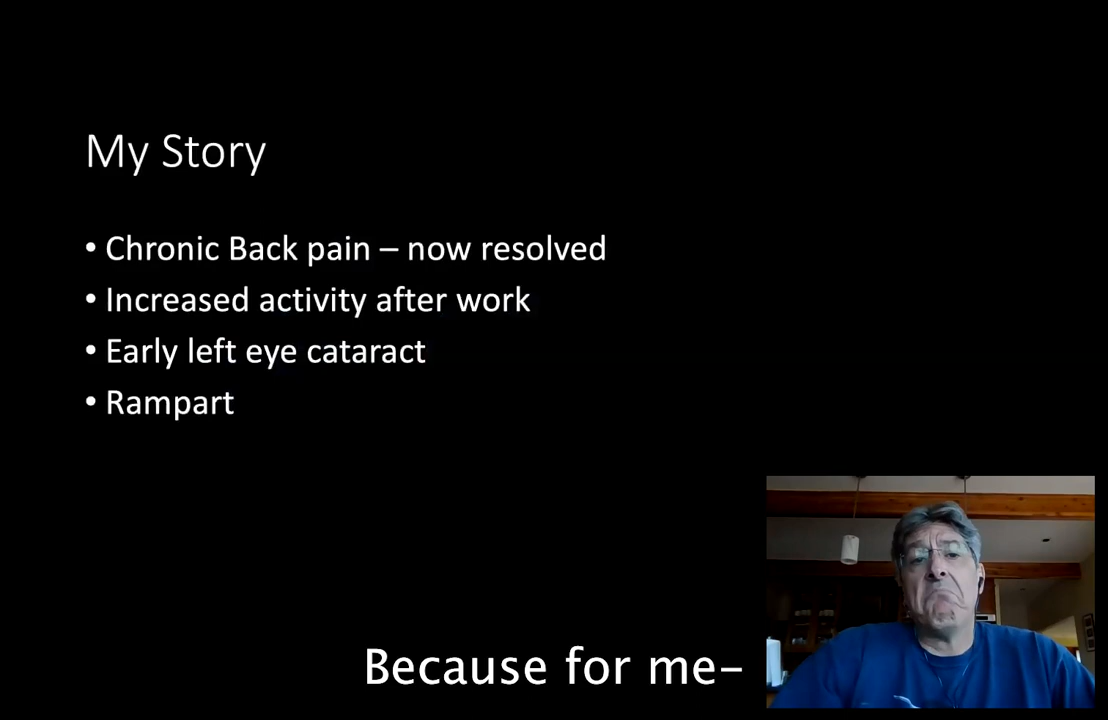 My Story
• Chronic Back pain – now resolved
• Increased activity after work
• Early left eye cataract
• Rampart
Because for me–